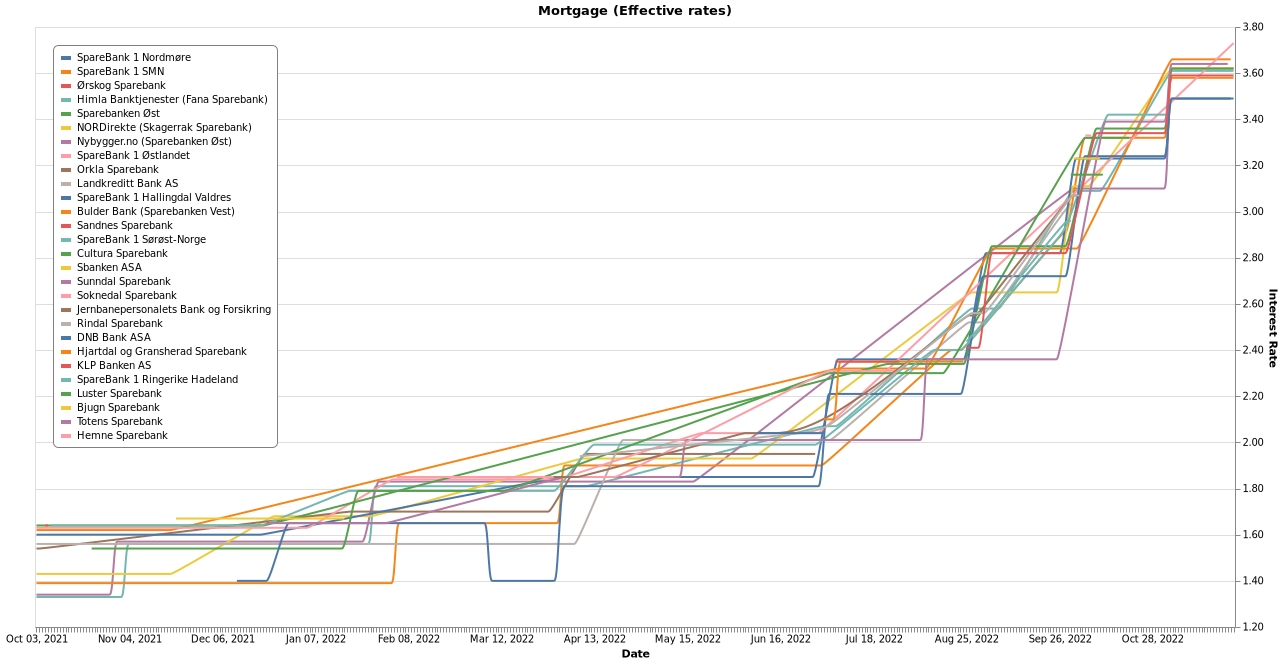 Mortgage (Effective rates)
SpareBank 1 Nordmøre
SpareBank 1 SMN
Ørskog Sparebank
Himla Banktjenester (Fana Sparebank)
Sparebanken Øst
NORDirekte (Skagerrak Sparebank)
Nybygger.no (Sparebanken Øst)
SpareBank 1 Østlandet
Orkla Sparebank
Landkreditt Bank AS
SpareBank 1 Hallingdal Valdres
Bulder Bank (Sparebanken Vest)
Sandnes Sparebank
SpareBank 1 Sørøst-Norge
Cultura Sparebank
Sbanken ASA
Sunndal Sparebank
Soknedal Sparebank
Jernbanepersonalets Bank og Forsikring
Rindal Sparebank
DNB Bank ASA
Hjartdal og Gransherad Sparebank
KLP Banken AS
SpareBank 1 Ringerike Hadeland
Luster Sparebank
Bjugn Sparebank
Totens Sparebank
Hemne Sparebank
3.80
3.60
3.40
3.20
3.00
2.80
2.60
2.40
2.20
2.00
1.80
1.60
1.40
1.20
Interest Rate
Oct 03, 2021 Nov 04, 2021 Dec 06, 2021 Jan 07, 2022 Feb 08, 2022 Mar 12, 2022 Apr 13, 2022 May 15, 2022 Jun 16, 2022 Jul 18, 2022 Aug 25, 2022 Sep 26, 2022 Oct 28, 2022
Date